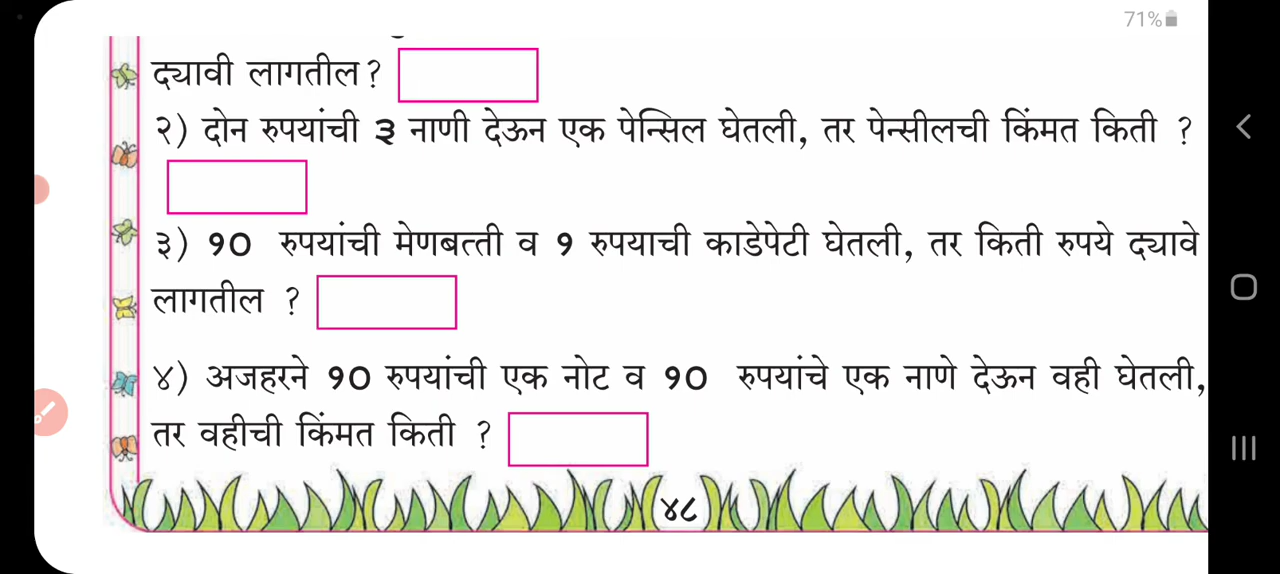 71%
द्यावी लागतील ?
२) दोन रुपयांची ३ नाणी देऊन एक पेन्सिल घेतली, तर पेन्सीलची किंमत किती ?
३) १० रुपयांची मेणबत्ती व १ रुपयाची काडेपेटी घेतली, तर किती रुपये द्यावे
लागतील ?
४) अजहरने १० रुपयांची एक नोट व १० रुपयांचे एक नाणे देऊन वही घेतली,
तर वहीची किंमत किती ?
४८